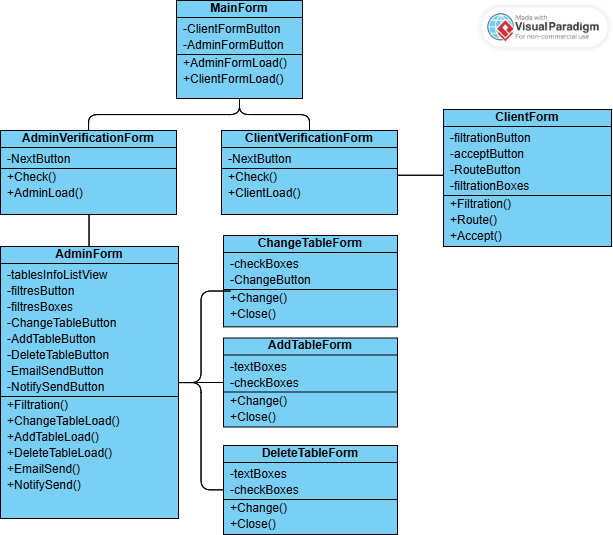 MainForm
-ClientFormButton
-AdminFormButton
+AdminFormLoad()
+ClientFormLoad()
Made with
VisualParadigm
For non-commercial use
AdminVerificationForm
-NextButton
+Check()
+AdminLoad()
ClientVerificationForm
-NextButton
+Check()
+ClientLoad()
ClientForm
-filtrationButton
-acceptButton
-RouteButton
-filtrationBoxes
+Filtration()
+Route()
+Accept()
AdminForm
-tablesInfoListView
-filtresButton
-filtresBoxes
-ChangeTableButton
-AddTableButton
-DeleteTableButton
-EmailSendButton
-NotifySendButton
+Filtration()
+ChangeTableLoad()
+AddTableLoad()
+DeleteTableLoad()
+EmailSend()
+NotifySend()
ChangeTableForm
-checkBoxes
-ChangeButton
+Change()
+Close()
AddTableForm
-textBoxes
-checkBoxes
+Change()
+Close()
DeleteTableForm
-textBoxes
-checkBoxes
+Change()
+Close()